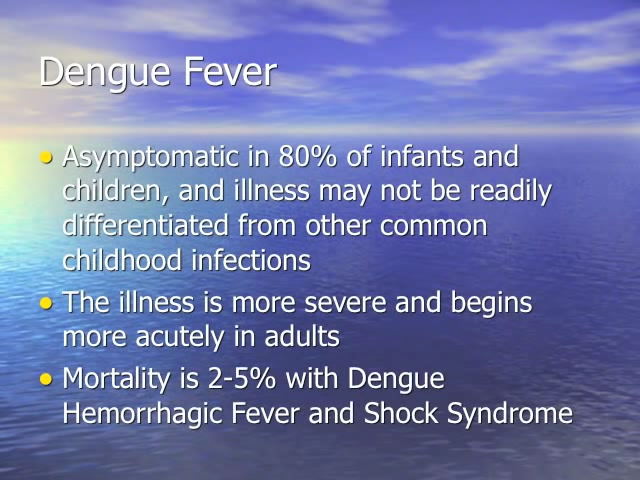 Dengue Fever
• Asymptomatic in 80% of infants and
children, and illness may not be readily
differentiated from other common
childhood infections
• The illness is more severe and begins
more acutely in adults
• Mortality is 2-5% with Dengue
Hemorrhagic Fever and Shock Syndrome